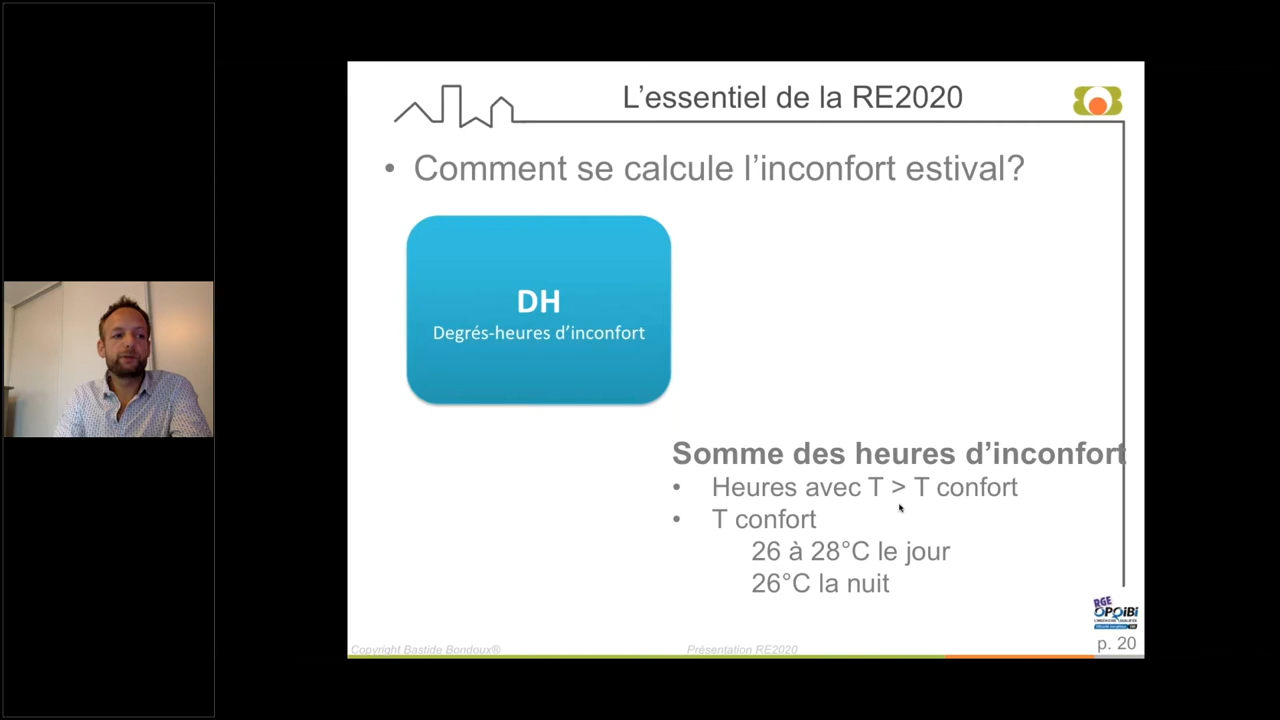 L'essentiel de la RE2020
• Comment se calcule l'inconfort estival?
DH
Degrés-heures d'inconfort
Somme des heures d'inconfort
• Heures avec T > T confort
• T confort
26 à 28°C le jour
26°C la nuit
RGE
OPQiBi
p. 20
Copyright Bastide Bondoux®
Présentation RE2020